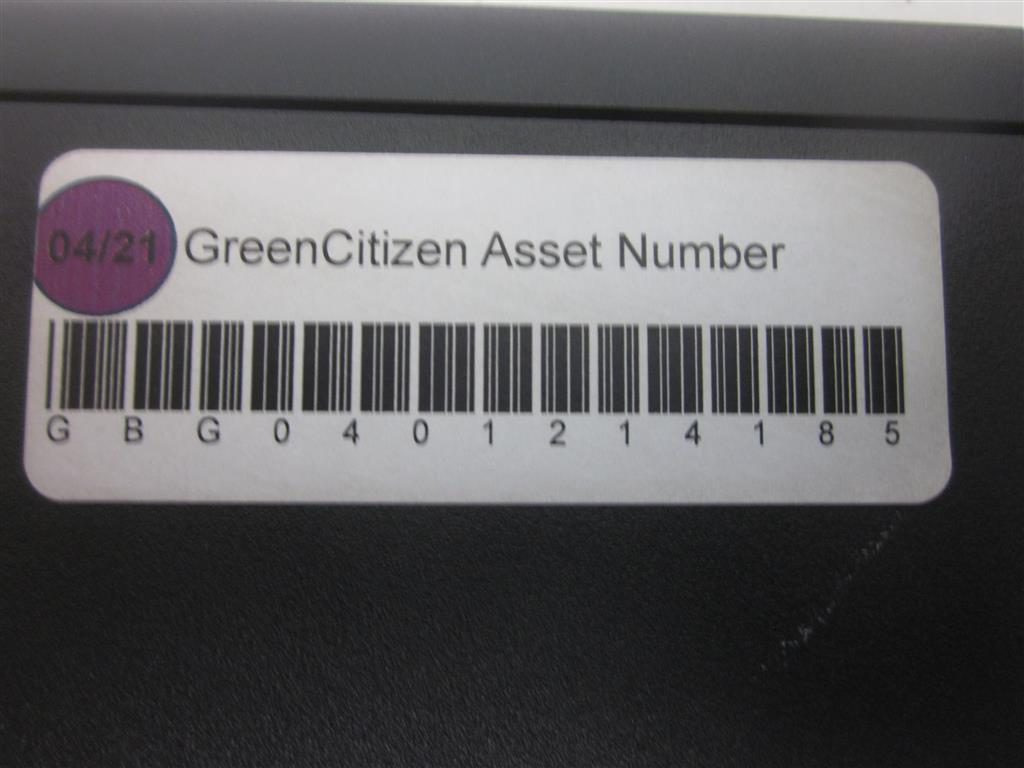 04/21 GreenCitizen Asset Number
G B G 0 4 0 1 2 1 4 1 8 5